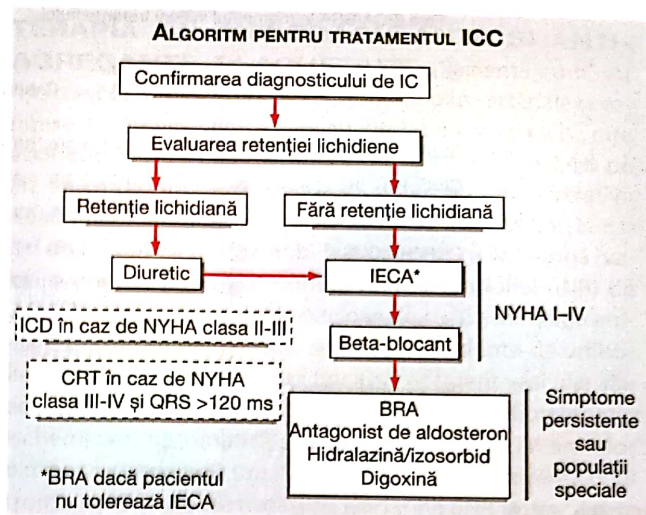 ALGORITM PENTRU TRATAMENTUL ICC
Confirmarea diagnosticului de IC
Evaluarea retenției lichidiene
Retenție lichidiană
Fără retenție lichidiană
Diuretic
IECA*
NYHA I–IV
ICD în caz de NYHA clasa II-III
Beta-blocant
CRT în caz de NYHA
clasa III-IV și QRS >120 ms
BRA
Antagonist de aldosteron
Hidralazină/izosorbid
Digoxină
Simptome
persistente
sau
populații
speciale
*BRA dacă pacientul
nu tolerează IECA